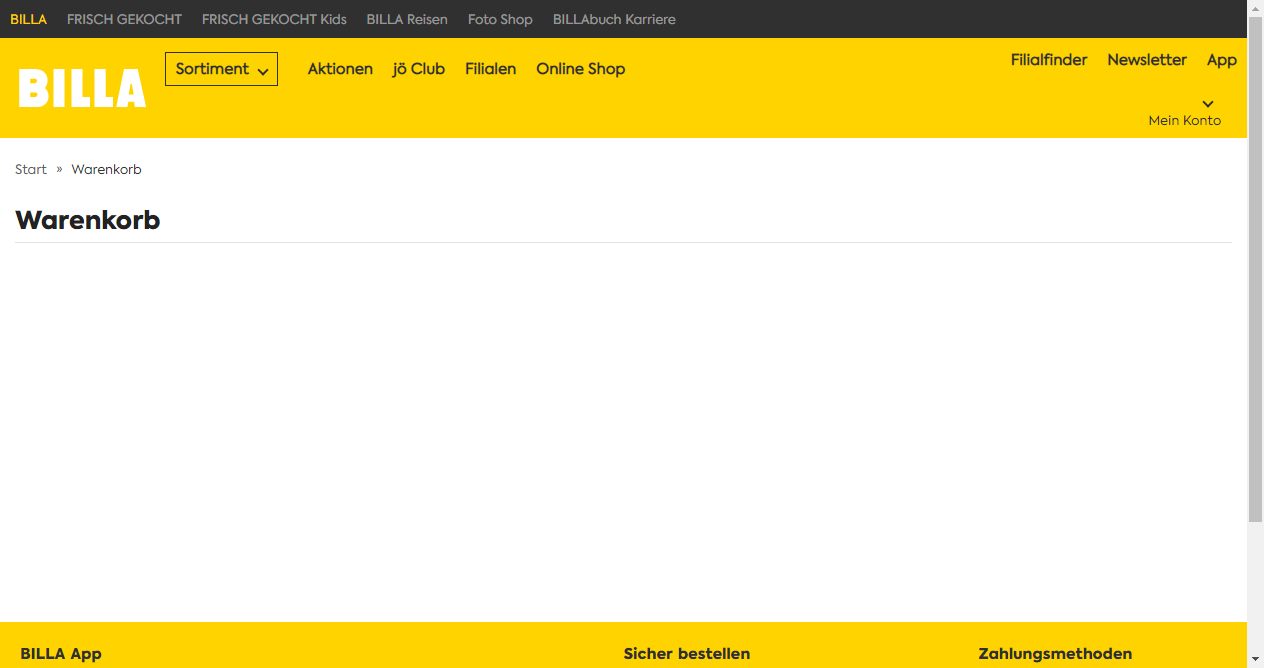 BILLA FRISCH GEKOCHT FRISCH GEKOCHT Kids BILLA Reisen Foto Shop BILLAbuch Karriere
BILLA
Sortiment Aktionen jö Club Filialen Online Shop
Filialfinder Newsletter App
Mein Konto
Start » Warenkorb
Warenkorb
BILLA App Sicher bestellen Zahlungsmethoden